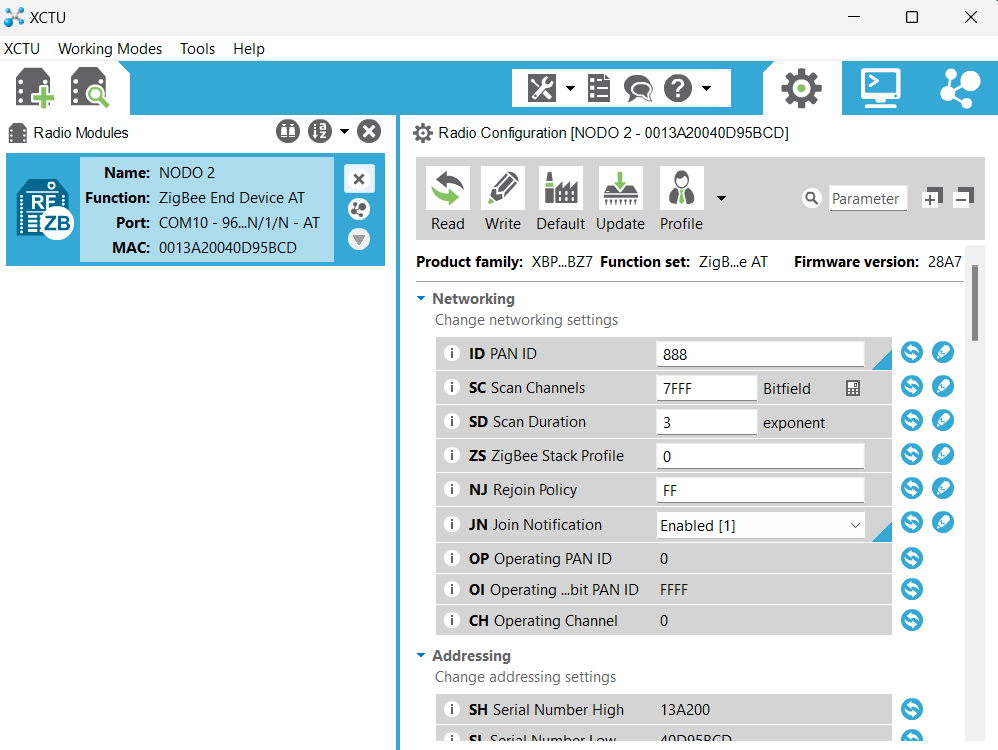 XCTU
XCTU Working Modes Tools Help
Radio Modules
Name: NODO 2
Function: ZigBee End Device AT
Port: COM10 - 96...N/1/N - AT
MAC: 0013A20040D95BCD
RF
ZB
Radio Configuration [NODO 2 - 0013A20040D95BCD]
Read Write Default Update Profile
Parameter
Product family: XBP...BZ7 Function set: ZigB...e AT Firmware version: 28A7
Networking
Change networking settings
ID PAN ID 888
SC Scan Channels 7FFF Bitfield
SD Scan Duration 3 exponent
ZS ZigBee Stack Profile 0
NJ Rejoin Policy FF
JN Join Notification Enabled [1]
OP Operating PAN ID 0
OI Operating ...bit PAN ID FFFF
CH Operating Channel 0
Addressing
Change addressing settings
SH Serial Number High 13A200
SL Serial Number Low 40D95BCD